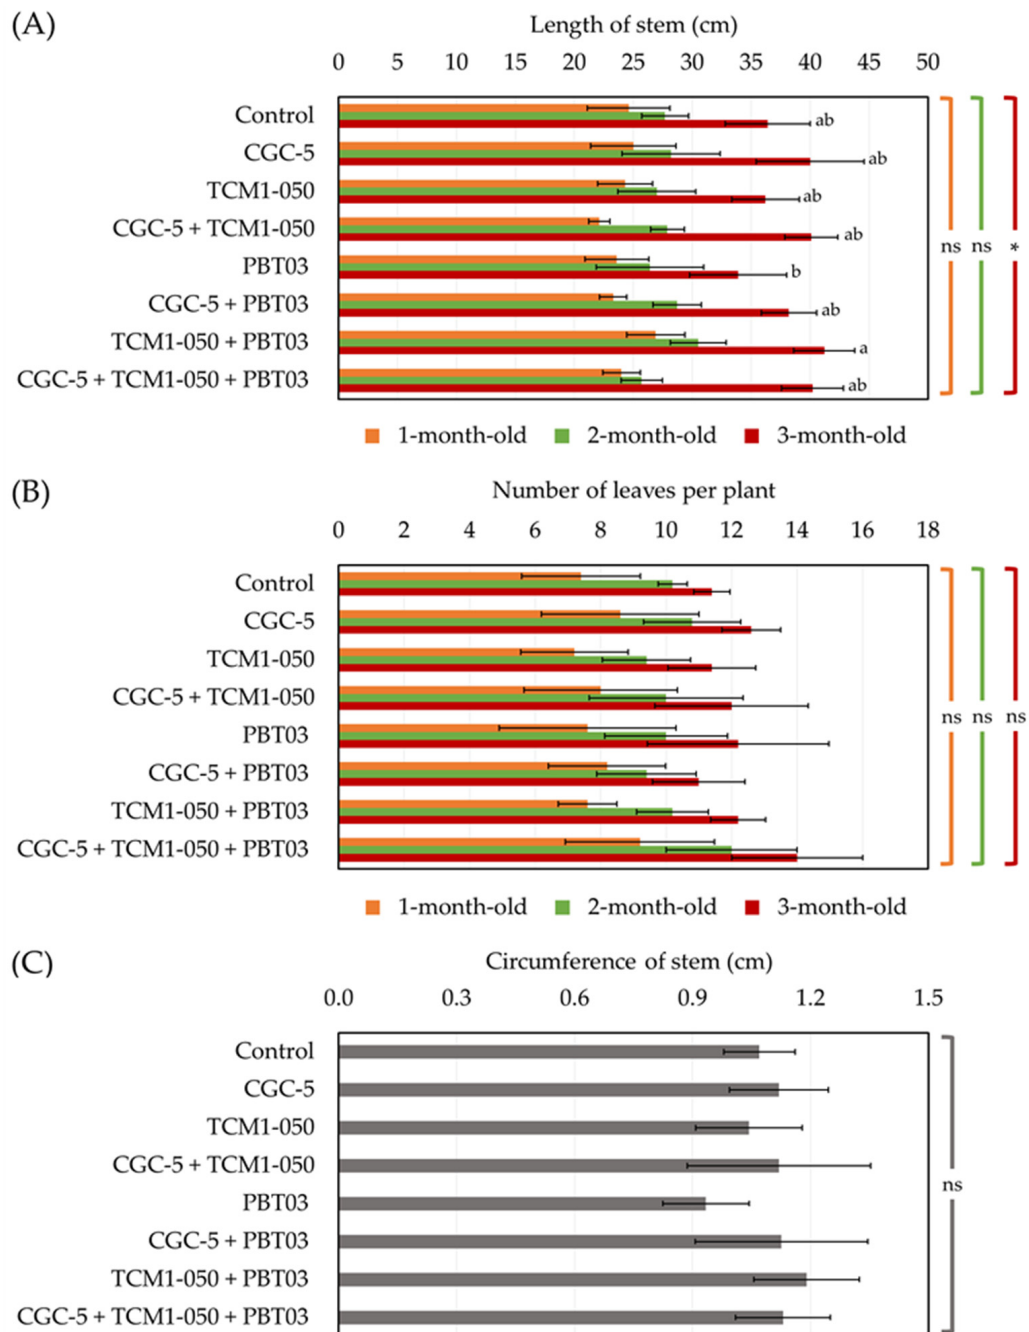 (A)
Length of stem (cm)
0 5 10 15 20 25 30 35 40 45 50
Control ab
CGC-5 ab
TCM1-050 ab
CGC-5 + TCM1-050 ab
ns ns *
PBT03 b
CGC-5 + PBT03 ab
TCM1-050 + PBT03 a
CGC-5 + TCM1-050 + PBT03 ab
1-month-old 2-month-old 3-month-old
(B)
Number of leaves per plant
0 2 4 6 8 10 12 14 16 18
Control
CGC-5
TCM1-050
CGC-5 + TCM1-050
ns ns ns
PBT03
CGC-5 + PBT03
TCM1-050 + PBT03
CGC-5 + TCM1-050 + PBT03
1-month-old 2-month-old 3-month-old
(C)
Circumference of stem (cm)
0.0 0.3 0.6 0.9 1.2 1.5
Control
CGC-5
TCM1-050
CGC-5 + TCM1-050
ns
PBT03
CGC-5 + PBT03
TCM1-050 + PBT03
CGC-5 + TCM1-050 + PBT03